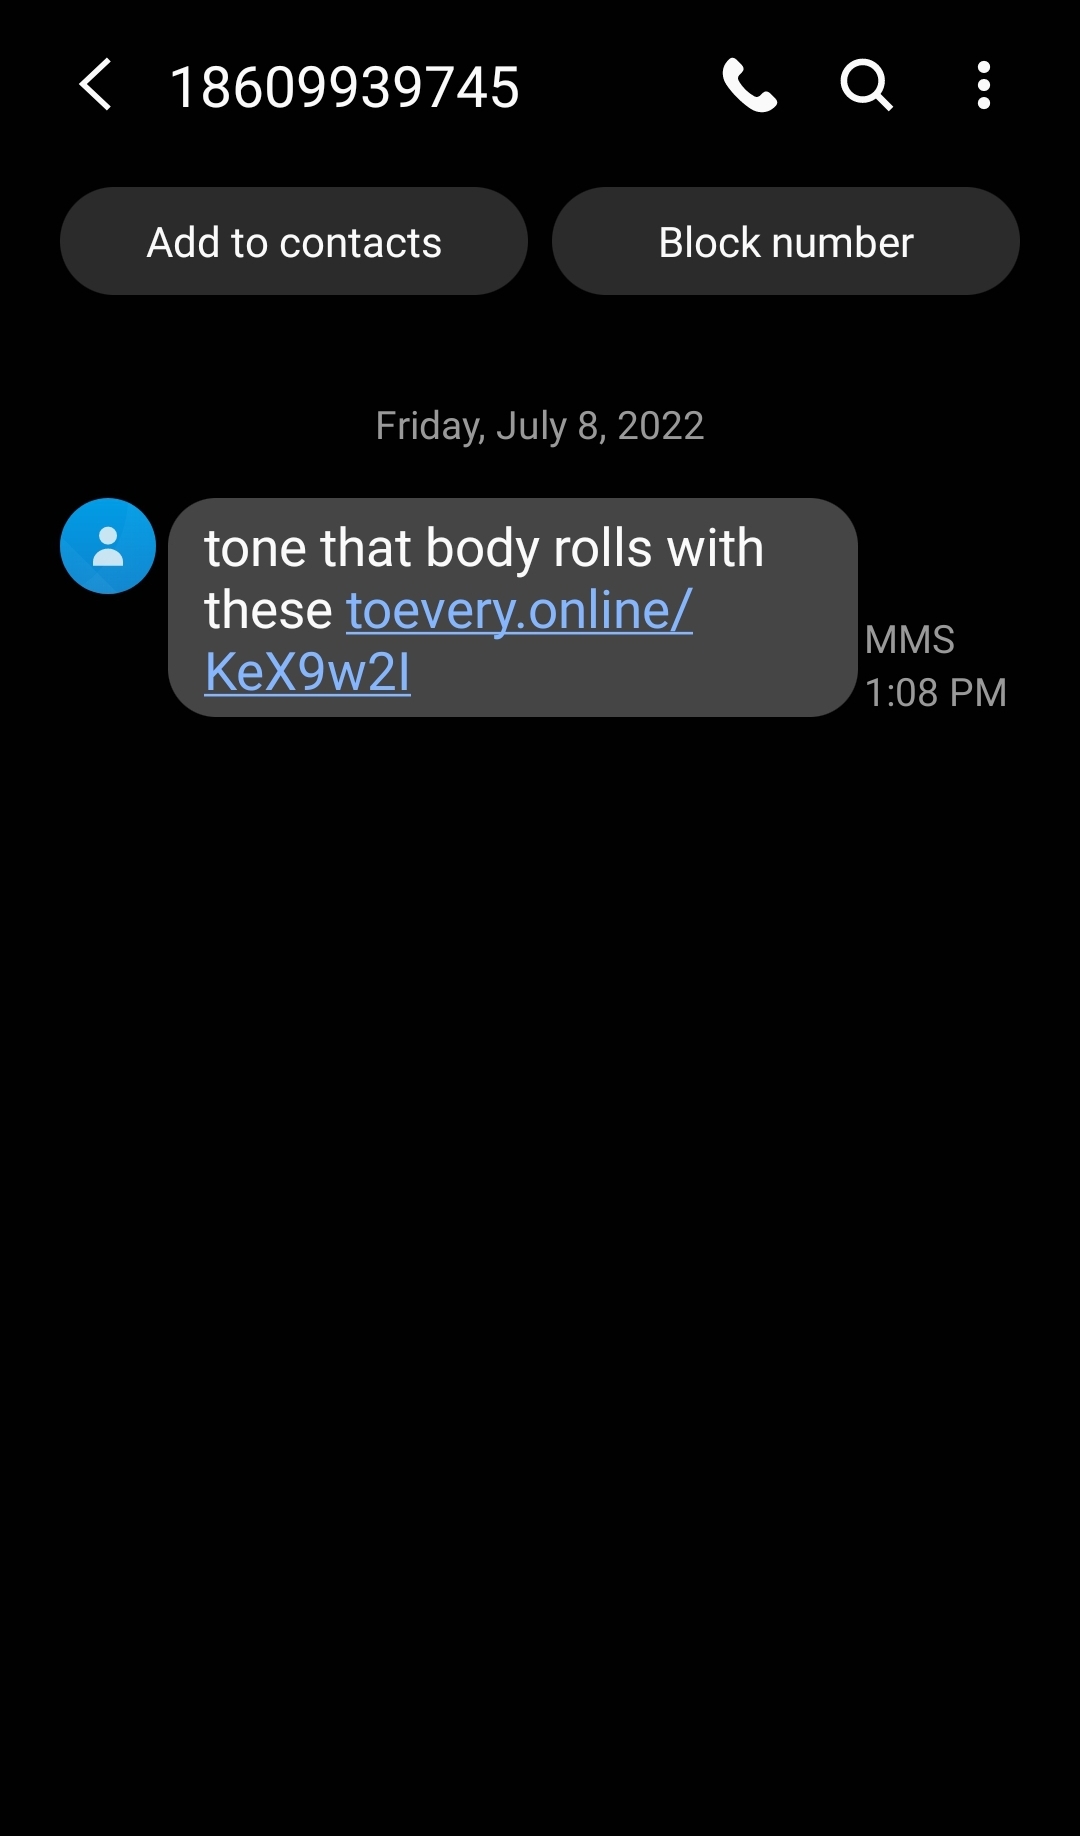 18609939745
Add to contacts
Block number
Friday, July 8, 2022
tone that body rolls with
these toevery.online/
KeX9w2I
MMS
1:08 PM